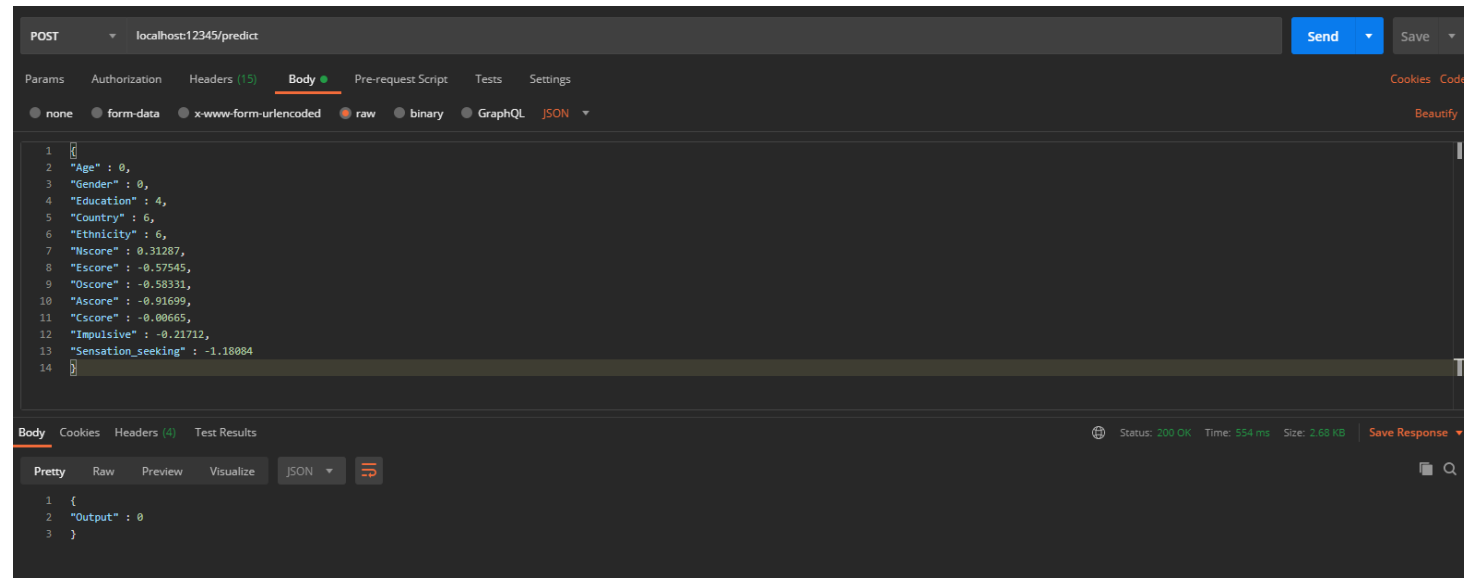 POST localhost:12345/predict Send Save
Params Authorization Headers (15) Body Pre-request Script Tests Settings Cookies Code
none form-data x-www-form-urlencoded raw binary GraphQL JSON Beautify
1 {
2 "Age" : 0,
3 "Gender" : 0,
4 "Education" : 4,
5 "Country" : 6,
6 "Ethnicity" : 6,
7 "Nscore" : 0.31287,
8 "Escore" : -0.57545,
9 "Oscore" : -0.58331,
10 "Ascore" : -0.91699,
11 "Cscore" : -0.00665,
12 "Impulsive" : -0.21712,
13 "Sensation_seeking" : -1.18084
14 }
Body Cookies Headers (4) Test Results Status: 200 OK Time: 554 ms Size: 2.68 KB Save Response
Pretty Raw Preview Visualize JSON
1 {
2 "Output" : 0
3 }